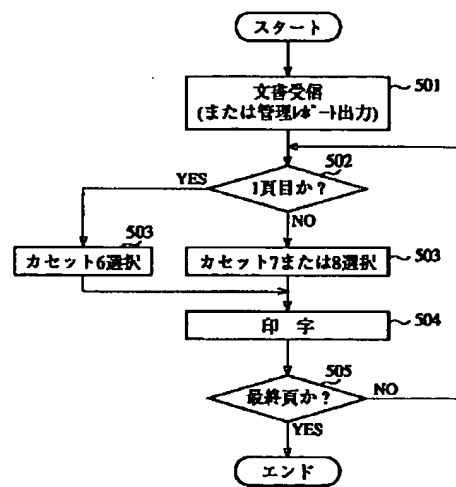 スタート
文書受信
(または管理レポート出力)
501
502
1頁目か?
YES
NO
503
カセット6選択
カセット7または8選択
503
印 字
504
505
最終頁か?
NO
YES
エンド